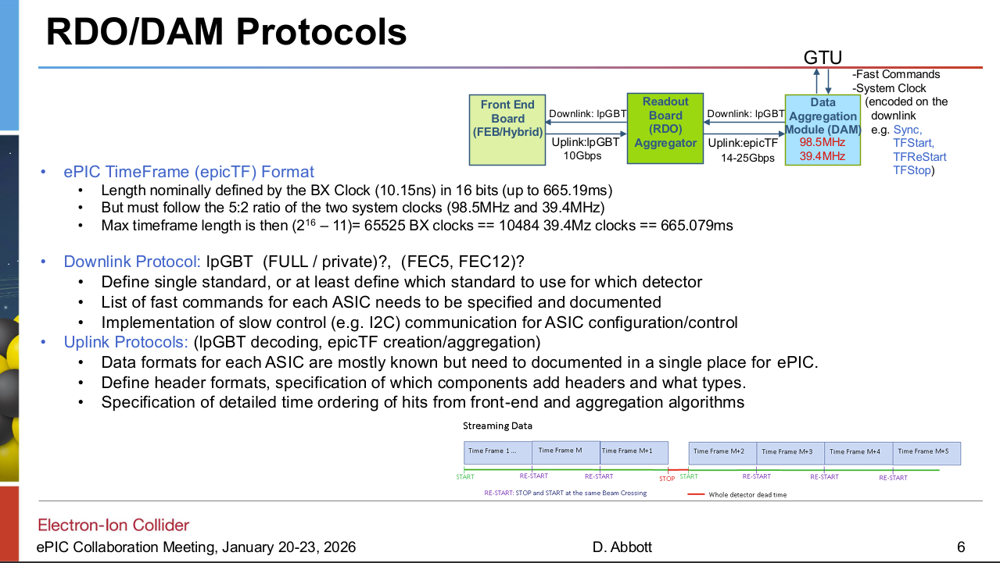 RDO/DAM Protocols
GTU
-Fast Commands
-System Clock
(encoded on the
downlink
e.g. Sync,
TFStart,
TFReStart
TFStop)
Front End
Board
(FEB/Hybrid)
Downlink: lpGBT
Uplink:lpGBT
10Gbps
Readout
Board
(RDO)
Aggregator
Downlink: lpGBT
Uplink:epicTF
14-25Gbps
Data
Aggregation
Module (DAM)
98.5MHz
39.4MHz
• ePIC TimeFrame (epicTF) Format
• Length nominally defined by the BX Clock (10.15ns) in 16 bits (up to 665.19ms)
• But must follow the 5:2 ratio of the two system clocks (98.5MHz and 39.4MHz)
• Max timeframe length is then (2¹⁶ – 11)= 65525 BX clocks == 10484 39.4Mz clocks == 665.079ms
• Downlink Protocol: lpGBT (FULL / private)?, (FEC5, FEC12)?
• Define single standard, or at least define which standard to use for which detector
• List of fast commands for each ASIC needs to be specified and documented
• Implementation of slow control (e.g. I2C) communication for ASIC configuration/control
• Uplink Protocols: (lpGBT decoding, epicTF creation/aggregation)
• Data formats for each ASIC are mostly known but need to documented in a single place for ePIC.
• Define header formats, specification of which components add headers and what types.
• Specification of detailed time ordering of hits from front-end and aggregation algorithms
Streaming Data
Time Frame 1 ... Time Frame M Time Frame M+1 Time Frame M+2 Time Frame M+3 Time Frame M+4 Time Frame M+5
START RE-START RE-START STOP START RE-START RE-START RE-START
RE-START: STOP and START at the same Beam Crossing
Whole detector dead time
Electron-Ion Collider
ePIC Collaboration Meeting, January 20-23, 2026 D. Abbott 6